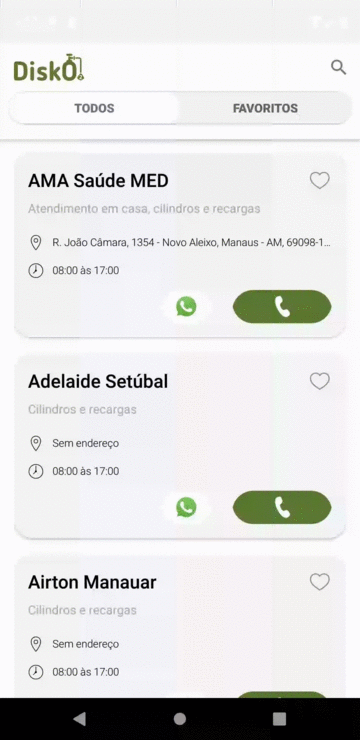 DiskO
TODOS
FAVORITOS
AMA Saúde MED
Atendimento em casa, cilindros e recargas
R. João Câmara, 1354 - Novo Aleixo, Manaus - AM, 69098-1...
08:00 às 17:00
Adelaide Setúbal
Cilindros e recargas
Sem endereço
08:00 às 17:00
Airton Manauar
Cilindros e recargas
Sem endereço
08:00 às 17:00